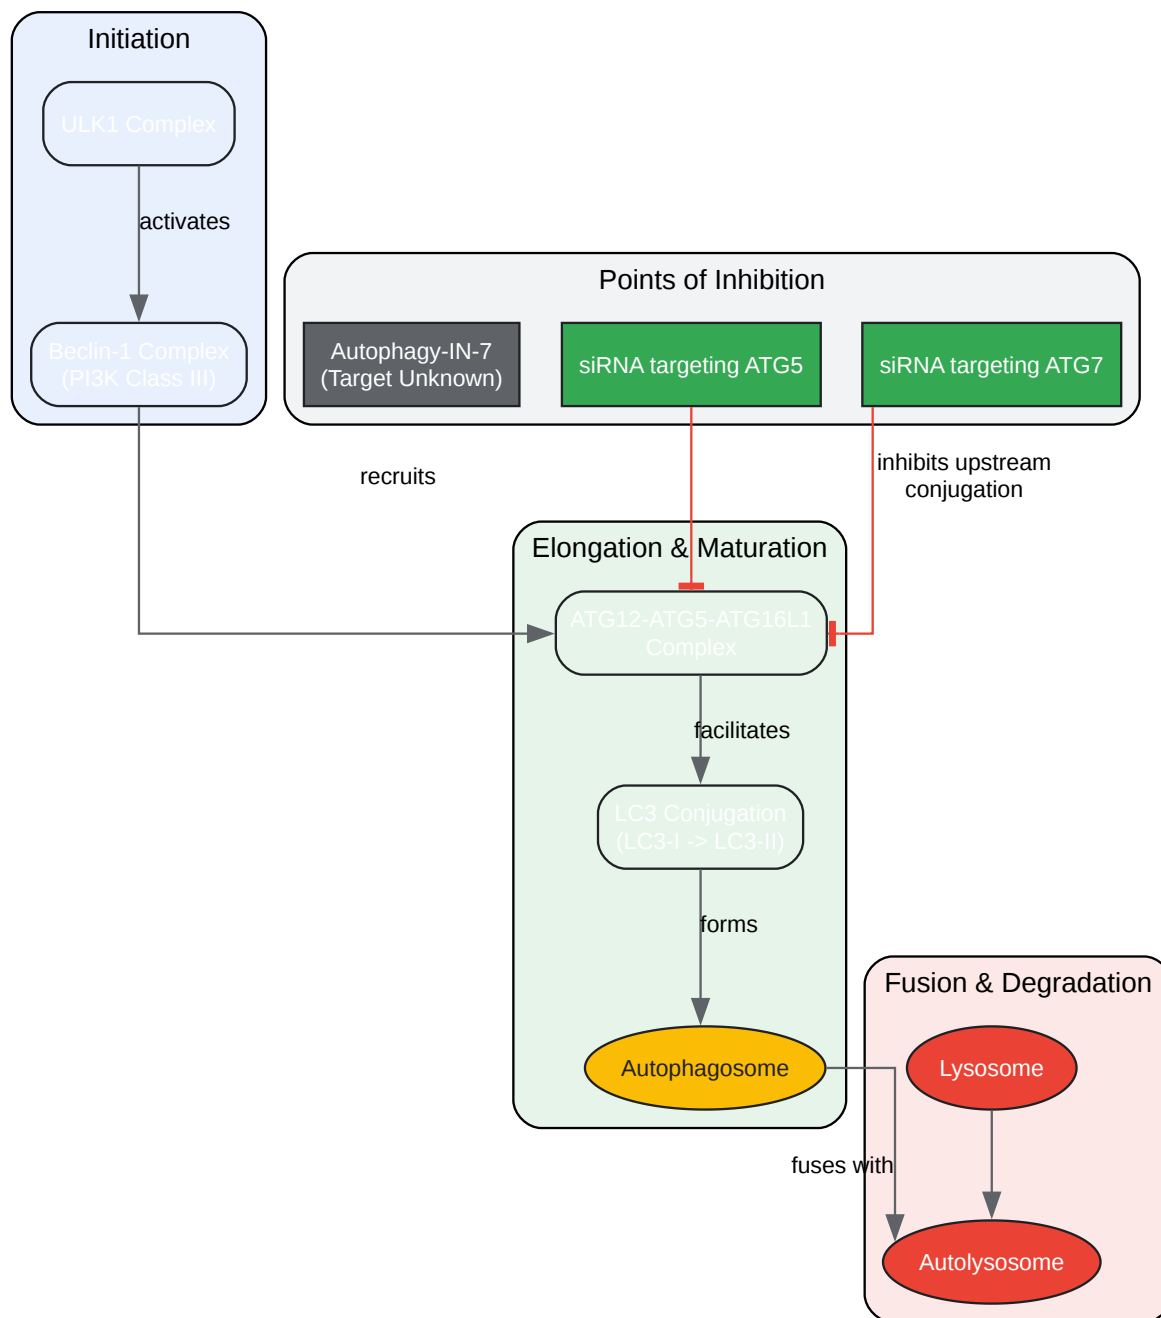 Initiation
ULK1 Complex
activates
Beclin-1 Complex
(PI3K Class III)
Points of Inhibition
Autophagy-IN-7
(Target Unknown)
siRNA targeting ATG5
siRNA targeting ATG7
recruits
inhibits upstream
conjugation
Elongation & Maturation
ATG12-ATG5-ATG16L1
Complex
facilitates
LC3 Conjugation
(LC3-I -> LC3-II)
forms
Autophagosome
Fusion & Degradation
Lysosome
fuses with
Autolysosome